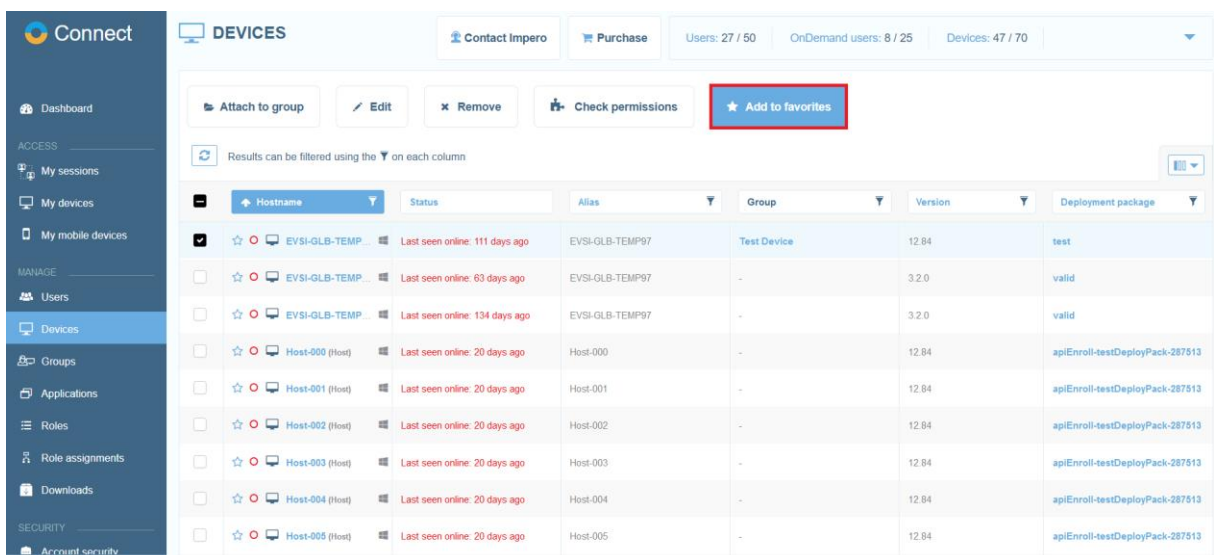 Connect
DEVICES
Contact Impero
Purchase
Users: 27 / 50
OnDemand users: 8 / 25
Devices: 47 / 70
Dashboard
ACCESS
My sessions
My devices
My mobile devices
MANAGE
Users
Devices
Groups
Applications
Roles
Role assignments
Downloads
SECURITY
Account security
Attach to group
Edit
Remove
Check permissions
Add to favorites
Results can be filtered using the on each column
Hostname Status Alias Group Version Deployment package
EVSI-GLB-TEMP... Last seen online: 111 days ago EVSI-GLB-TEMP97 Test Device 12.84 test
EVSI-GLB-TEMP... Last seen online: 63 days ago EVSI-GLB-TEMP97 - 3.2.0 valid
EVSI-GLB-TEMP... Last seen online: 134 days ago EVSI-GLB-TEMP97 - 3.2.0 valid
Host-000 (Host) Last seen online: 20 days ago Host-000 - 12.84 apiEnroll-testDeployPack-287513
Host-001 (Host) Last seen online: 20 days ago Host-001 - 12.84 apiEnroll-testDeployPack-287513
Host-002 (Host) Last seen online: 20 days ago Host-002 - 12.84 apiEnroll-testDeployPack-287513
Host-003 (Host) Last seen online: 20 days ago Host-003 - 12.84 apiEnroll-testDeployPack-287513
Host-004 (Host) Last seen online: 20 days ago Host-004 - 12.84 apiEnroll-testDeployPack-287513
Host-005 (Host) Last seen online: 20 days ago Host-005 - 12.84 apiEnroll-testDeployPack-287513